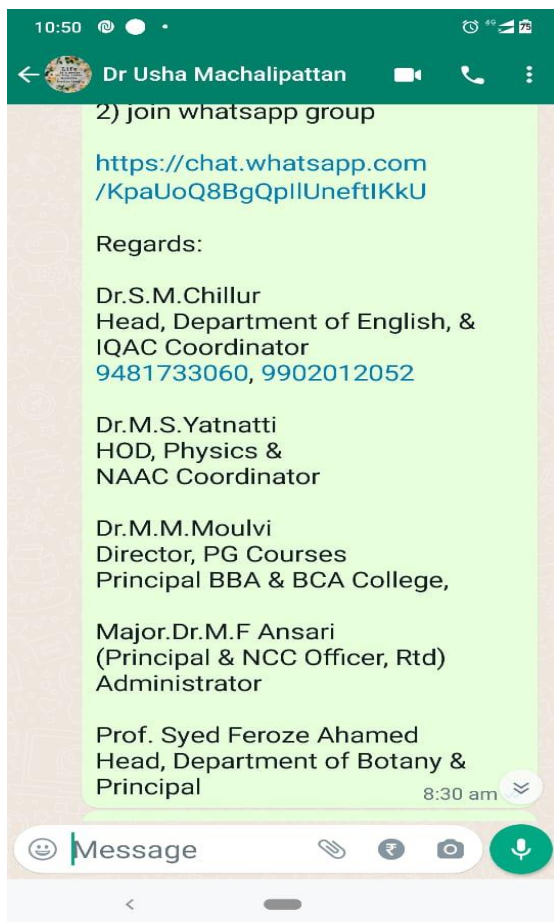 10:50
4G 75
Dr Usha Machalipattan
2) join whatsapp group
https://chat.whatsapp.com
/KpaUoQ8BgQpIlUneftIKkU
Regards:
Dr.S.M.Chillur
Head, Department of English, &
IQAC Coordinator
9481733060, 9902012052
Dr.M.S.Yatnatti
HOD, Physics &
NAAC Coordinator
Dr.M.M.Moulvi
Director, PG Courses
Principal BBA & BCA College,
Major.Dr.M.F Ansari
(Principal & NCC Officer, Rtd)
Administrator
Prof. Syed Feroze Ahamed
Head, Department of Botany &
Principal
8:30 am
Message